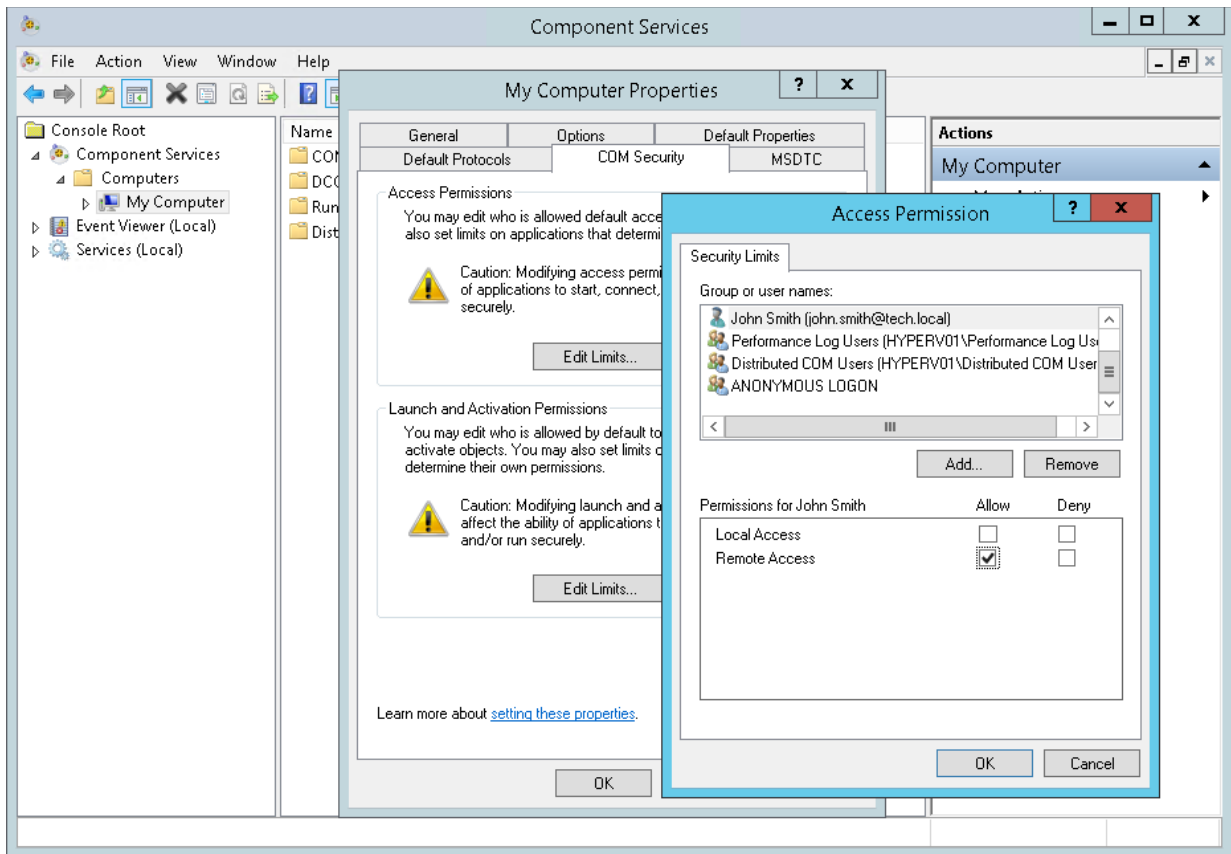 Component Services
File Action View Window Help
My Computer Properties
? x
Console Root
Component Services
Computers
My Computer
Event Viewer (Local)
Services (Local)
Name
Run
Dist
General Options Default Properties
Default Protocols COM Security MSDTC
Access Permissions
You may edit who is allowed default acce
also set limits on applications that determi
Caution: Modifying access permi
of applications to start, connect,
securely.
Edit Limits...
Launch and Activation Permissions
You may edit who is allowed by default to
activate objects. You may also set limits o
determine their own permissions.
Caution: Modifying launch and a
affect the ability of applications t
and/or run securely.
Edit Limits...
Learn more about setting these properties.
OK
Actions
My Computer
Access Permission
? x
Security Limits
Group or user names:
John Smith (john.smith@tech.local)
Performance Log Users (HYPERV01\Performance Log Us
Distributed COM Users (HYPERV01\Distributed COM User
ANONYMOUS LOGON
Add... Remove
Permissions for John Smith Allow Deny
Local Access
Remote Access
OK Cancel